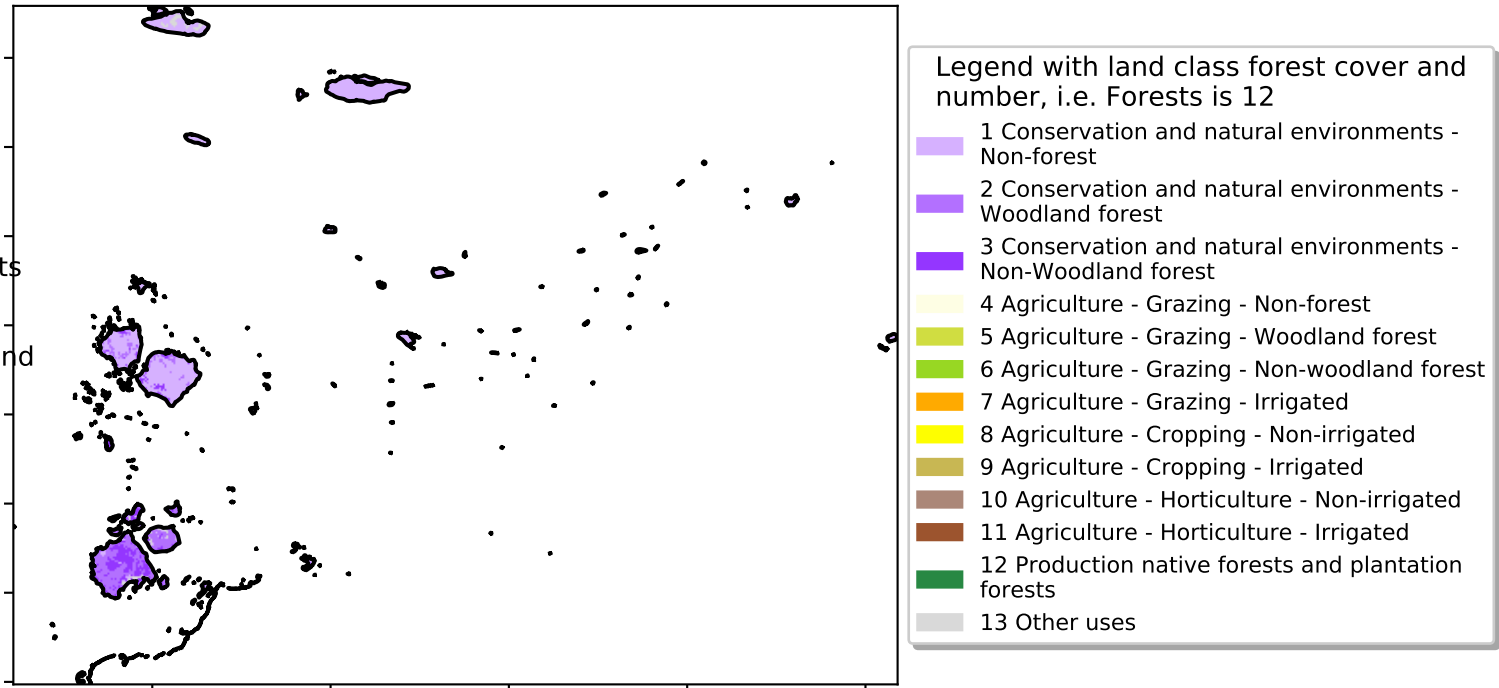 ts
nd
Legend with land class forest cover and
number, i.e. Forests is 12
1 Conservation and natural environments -
Non-forest
2 Conservation and natural environments -
Woodland forest
3 Conservation and natural environments -
Non-Woodland forest
4 Agriculture - Grazing - Non-forest
5 Agriculture - Grazing - Woodland forest
6 Agriculture - Grazing - Non-woodland forest
7 Agriculture - Grazing - Irrigated
8 Agriculture - Cropping - Non-irrigated
9 Agriculture - Cropping - Irrigated
10 Agriculture - Horticulture - Non-irrigated
11 Agriculture - Horticulture - Irrigated
12 Production native forests and plantation
forests
13 Other uses